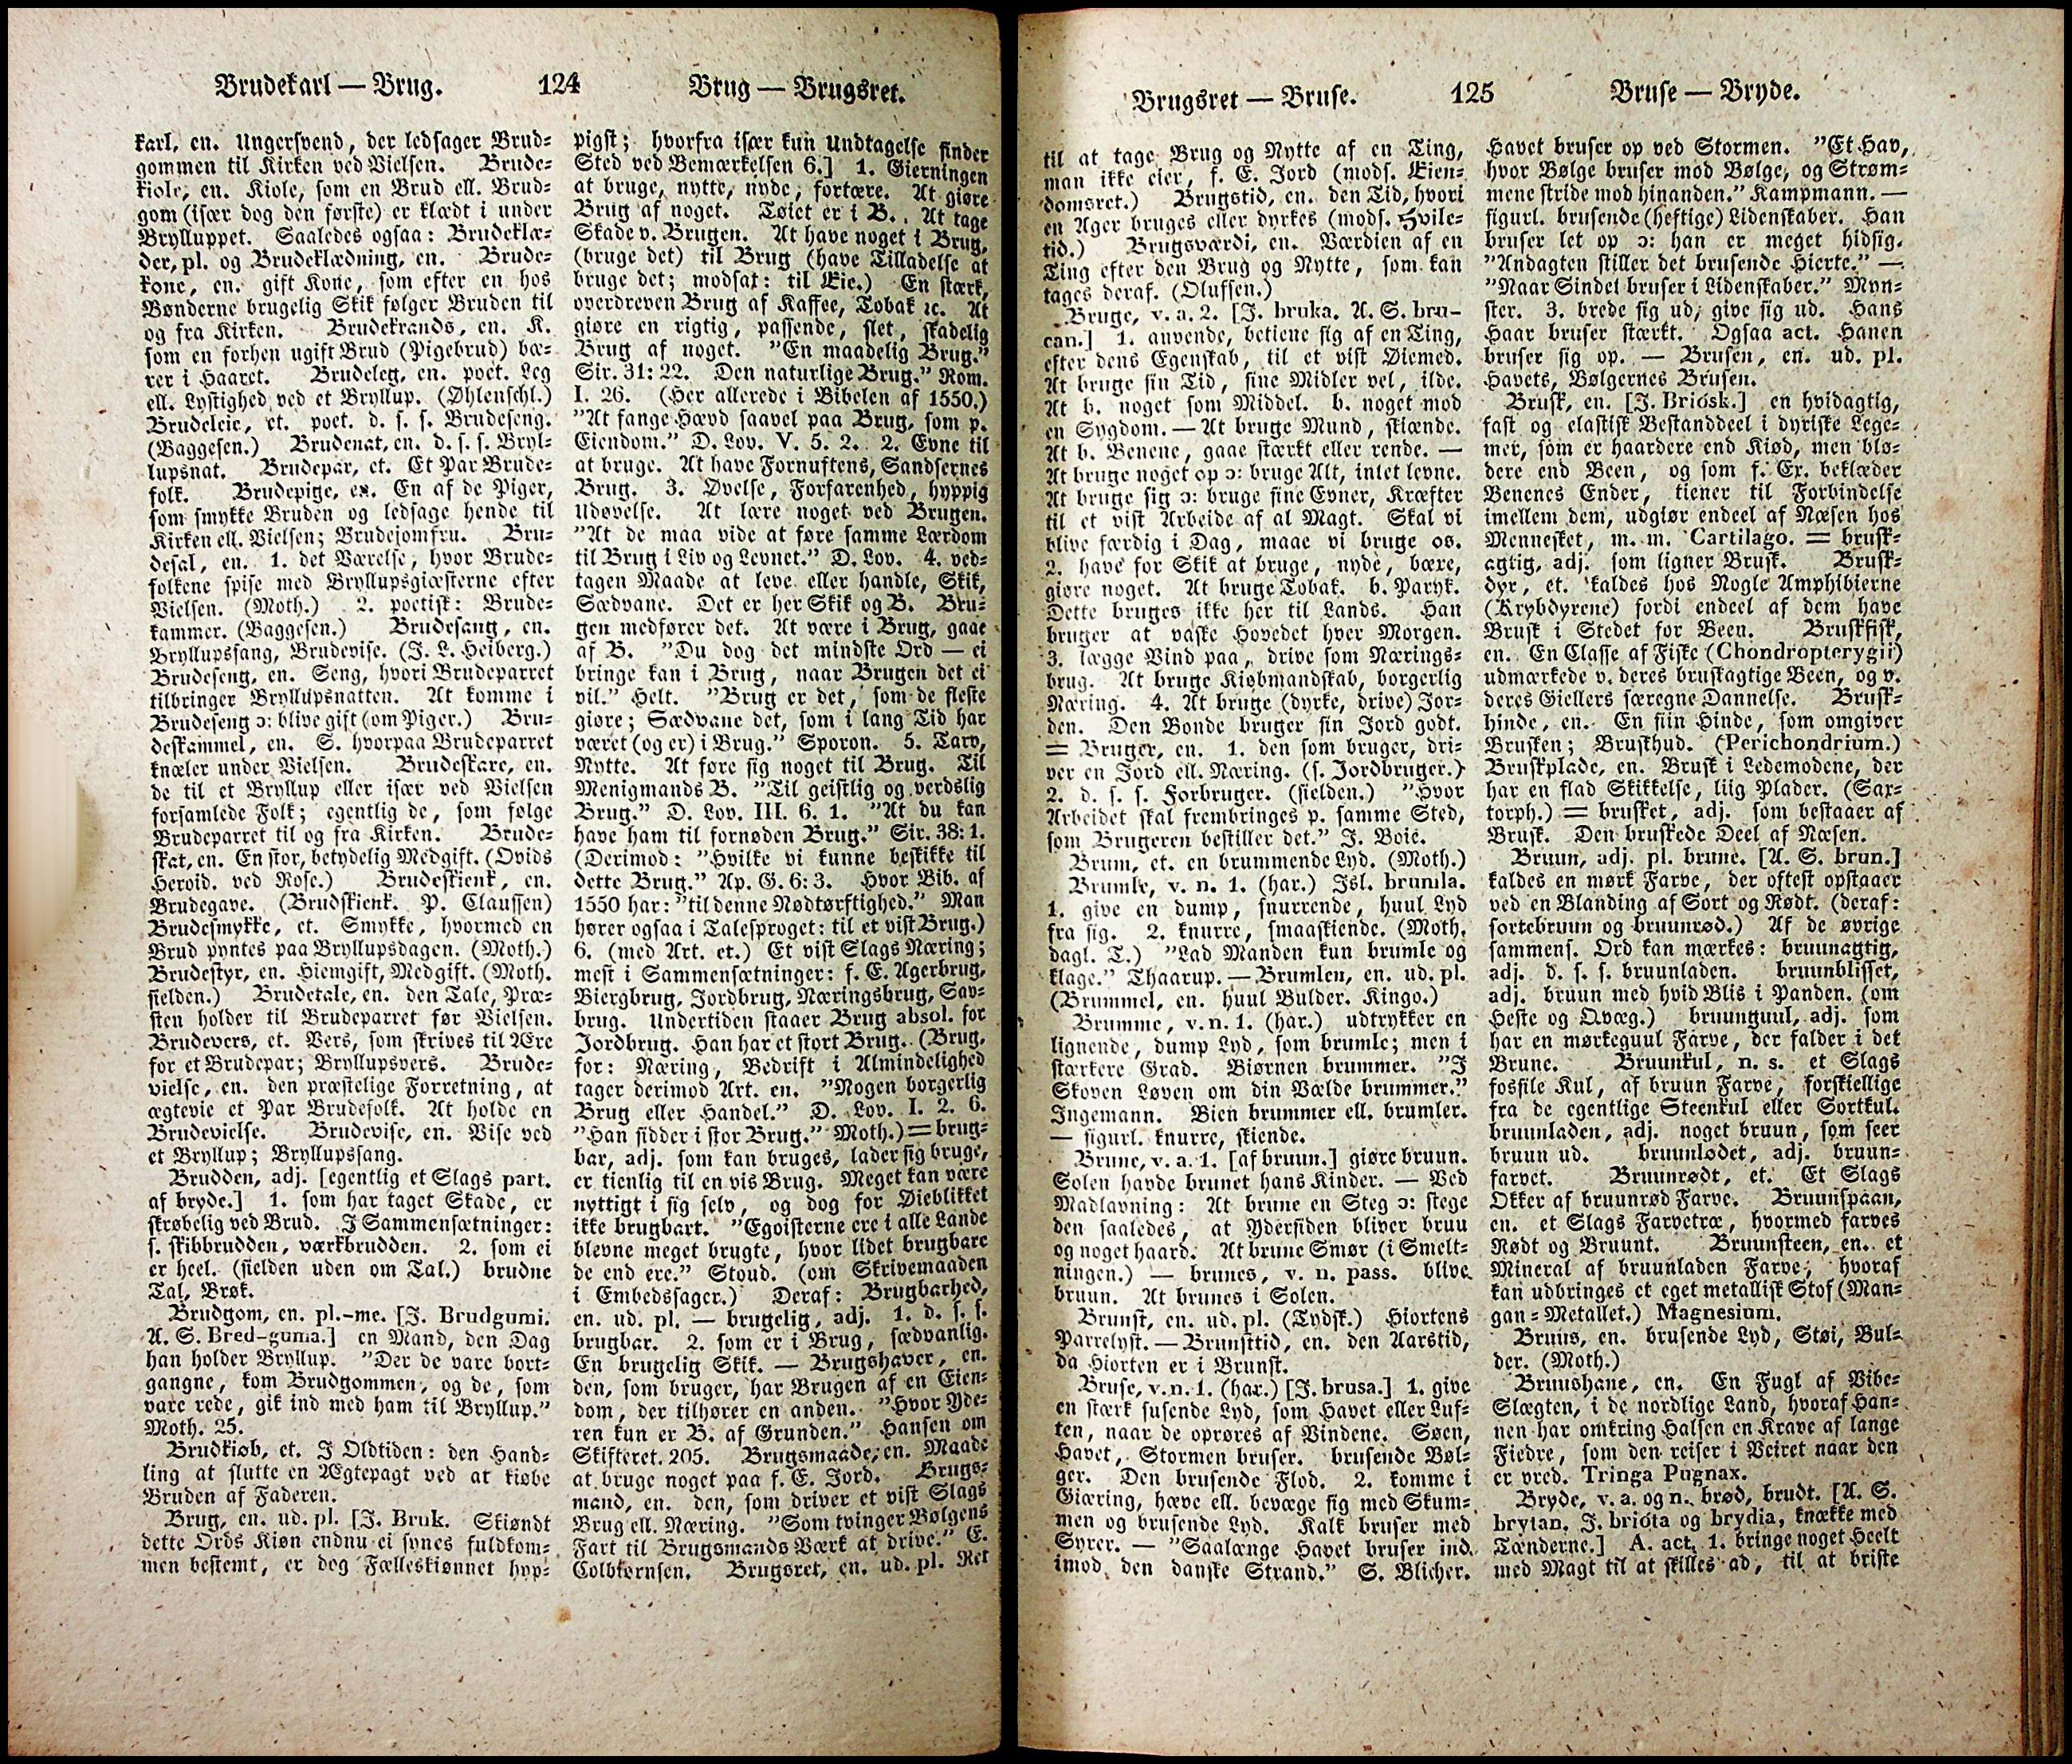 Brudekarl — Brug.
124
Brug — Brugsret.
karl, en. Ungersvend, der ledsager Brud-
gommen til Kirken ved Vielsen. Brude-
kiole, en. Kiole, som en Brud ell. Brud-
gom (især dog den første) er klædt i under
Brylluppet. Saaledes ogsaa: Brudeklæ-
der, pl. og Brudeklædning, en. Brude-
kone, en. gift Kone, som efter en hos
Bønderne brugelig Skik følger Bruden til
og fra Kirken. Brudekrands, en. K.
som en forhen ugift Brud (Pigebrud) bæ-
rer i Haaret. Brudeleg, en. poet. Leg
ell. Lystighed ved et Bryllup. (Øhlenschl.)
Brudeleie, et. poet. d. s. s. Brudeseng.
(Baggesen.) Brudenat, en. d. s. s. Bryl-
lupsnat. Brudepar, et. Et Par Brude-
folk. Brudepige, en. En af de Piger,
som smykke Bruden og ledsage hende til
Kirken ell. Vielsen; Brudejomfru. Bru-
desal, en. 1. det Værelse, hvor Brude-
folkene spise med Bryllupsgiæsterne efter
Vielsen. (Moth.) 2. poetisk: Brude-
kammer. (Baggesen.) Brudesang, en.
Bryllupssang, Brudevise. (J. L. Heiberg.)
Brudeseng, en. Seng, hvori Brudeparret
tilbringer Bryllupsnatten. At komme i
Brudeseng ɔ: blive gift (om Piger.) Bru-
deskammel, en. S. hvorpaa Brudeparret
knæler under Vielsen. Brudeskare, en.
de til et Bryllup eller især ved Vielsen
forsamlede Folk; egentlig de, som følge
Brudeparret til og fra Kirken. Brude-
skat, en. En stor, betydelig Medgift. (Ovids
Heroid. ved Rose.) Brudeskienk, en.
Brudegave. (Brudskienk. P. Claussen)
Brudesmykke, et. Smykke, hvormed en
Brud pyntes paa Bryllupsdagen. (Moth.)
Brudestyr, en. Hiemgift, Medgift. (Moth.
sielden.) Brudetale, en. den Tale, Præ-
sten holder til Brudeparret før Vielsen.
Brudevers, et. Vers, som skrives til Ære
for et Brudepar; Bryllupsvers. Brude-
vielse, en. den præstelige Forretning, at
ægtevie et Par Brudefolk. At holde en
Brudevielse. Brudevise, en. Vise ved
et Bryllup; Bryllupssang.
Brudden, adj. [egentlig et Slags part.
af bryde.] 1. som har taget Skade, er
skrøbelig ved Brud. J Sammensætninger:
s. skibbrudden, værkbrudden. 2. som ei
er heel. (sielden uden om Tal.) brudne
Tal, Brøk.
Brudgom, en. pl.-me. [J. Brudgumi.
A. S. Bred-guma.] en Mand, den Dag
han holder Bryllup. "Der de vare bort-
gangne, kom Brudgommen, og de, som
vare rede, gik ind med ham til Bryllup."
Moth. 25.
Brudkiøb, et. J Oldtiden: den Hand-
ling at slutte en Ægtepagt ved at kiøbe
Bruden af Faderen.
Brug, en. ud. pl. [J. Bruk. Skiøndt
dette Ords Kiøn endnu ei synes fuldkom-
men bestemt, er dog Fælleskiønnet hyp-
pigst; hvorfra især kun Undtagelse finder
Sted ved Bemærkelsen 6.] 1. Gierningen
at bruge, nytte, nyde, fortære. At giøre
Brug af noget. Tøiet er i B. At tage
Skade v. Brugen. At have noget i Brug,
(bruge det) til Brug (have Tilladelse at
bruge det; modsat: til Eie.) En stærk,
overdreven Brug af Kaffee, Tobak ꝛc. At
giøre en rigtig, passende, slet, skadelig
Brug af noget. "En maadelig Brug."
Sir. 31: 22. Den naturlige Brug." Rom.
I. 26. (Her allerede i Bibelen af 1550.)
"At fange Hævd saavel paa Brug, som p.
Eiendom." D. Lov. V. 5. 2. 2. Evne til
at bruge. At have Fornuftens, Sandsernes
Brug. 3. Øvelse, Forfarenhed, hyppig
Udøvelse. At lære noget ved Brugen.
"At de maa vide at føre samme Lærdom
til Brug i Liv og Levnet." D. Lov. 4. ved-
tagen Maade at leve eller handle, Skik,
Sædvane. Det er her Skik og B. Bru-
gen medfører det. At være i Brug, gaae
af B. "Du dog det mindste Ord — ei
bringe kan i Brug, naar Brugen det ei
vil." Helt. "Brug er det, som de fleste
giøre; Sædvane det, som i lang Tid har
været (og er) i Brug." Sporon. 5. Tarv,
Nytte. At føre sig noget til Brug. Til
Menigmands B. "Til geistlig og verdslig
Brug." D. Lov. III. 6. 1. "At du kan
have ham til fornøden Brug." Sir. 38: 1.
(Derimod: "Hvilke vi kunne beskikke til
dette Brug." Ap. G. 6: 3. Hvor Bib. af
1550 har: "til denne Nødtørftighed." Man
hører ogsaa i Talesproget: til et vist Brug.)
6. (med Art. et.) Et vist Slags Næring;
mest i Sammensætninger: f. E. Agerbrug,
Biergbrug, Jordbrug, Næringsbrug, Sav-
brug. Undertiden staaer Brug absol. for
Jordbrug. Han har et stort Brug. (Brug,
for: Næring, Bedrift i Almindelighed
tager derimod Art. en. "Nogen borgerlig
Brug eller Handel." D. Lov. I. 2. 6.
"Han sidder i stor Brug." Moth.) = brug-
bar, adj. som kan bruges, lader sig bruge,
er tienlig til en vis Brug. Meget kan være
nyttigt i sig selv, og dog for Øieblikket
ikke brugbart. "Egoisterne ere i alle Lande
blevne meget brugte, hvor lidet brugbare
de end ere." Stoud. (om Skrivemaaden
i Embedssager.) Deraf: Brugbarhed,
en. ud. pl. — brugelig, adj. 1. d. s. s.
brugbar. 2. som er i Brug, sædvanlig.
En brugelig Skik. — Brugshaver, en.
den, som bruger, har Brugen af en Eien-
dom, der tilhører en anden. "Hvor Yde-
ren kun er B. af Grunden." Hansen om
Skifteret. 205. Brugsmaade, en. Maade
at bruge noget paa f. E. Jord. Brugs-
mand, en. den, som driver et vist Slags
Brug ell. Næring. "Som tvinger Bølgens
Fart til Brugsmands Værk at drive." E.
Colbiørnsen. Brugsret, en. ud. pl. Ret
Brugsret — Bruse.
125
Bruse — Bryde.
til at tage Brug og Nytte af en Ting,
man ikke eier, f. E. Jord (mods. Eien-
domsret.) Brugstid, en. den Tid, hvori
en Ager bruges eller dyrkes (mods. Hvile-
tid.) Brugsværdi, en. Værdien af en
Ting efter den Brug og Nytte, som kan
tages deraf. (Olufsen.)
Bruge, v. a. 2. [J. bruka. A. S. bru-
can.] 1. anvende, betiene sig af en Ting,
efter dens Egenskab, til et vist Øiemed.
At bruge sin Tid, sine Midler vel, ilde.
At b. noget som Middel. b. noget mod
en Sygdom. — At bruge Mund, skiænde.
At b. Benene, gaae stærkt eller rende. —
At bruge noget op ɔ: bruge Alt, intet levne.
At bruge sig ɔ: bruge sine Evner, Kræfter
til et vist Arbeide af al Magt. Skal vi
blive færdig i Dag, maae vi bruge os.
2. have for Skik at bruge, nyde, bære,
giøre noget. At bruge Tobak. b. Paryk.
Dette bruges ikke her til Lands. Han
bruger at vaske Hovedet hver Morgen.
3. lægge Vind paa, drive som Nærings-
brug. At bruge Kiøbmandskab, borgerlig
Næring. 4. At bruge (dyrke, drive) Jor-
den. Den Bonde bruger sin Jord godt.
= Bruger, en. 1. den som bruger, dri-
ver en Jord ell. Næring. (s. Jordbruger.)
2. d. s. s. Forbruger. (sielden.) "Hvor
Arbeidet skal frembringes p. samme Sted,
som Brugeren bestiller det." J. Boie.
Brum, et. en brummende Lyd. (Moth.)
Brumle, v. n. 1. (har.) Isl. brumla.
1. give en dump, snurrende, huul Lyd
fra sig. 2. knurre, smaaskiende. (Moth.
dagl. T.) "Lad Manden kun brumle og
klage." Thaarup. — Brumlen, en. ud. pl.
(Brummel, en. huul Bulder. Kingo.)
Brumme, v. n. 1. (har.) udtrykker en
lignende, dump Lyd, som brumle; men i
stærkere Grad. Biørnen brummer. "I
Skoven Løven om din Vælde brummer."
Ingemann. Bien brummer ell. brumler.
— figurl. knurre, skiende.
Brune, v. a. 1. [af bruun.] giøre bruun.
Solen havde brunet hans Kinder. — Ved
Madlavning: At brune en Steg ɔ: stege
den saaledes, at Ydersiden bliver bruu
og noget haard. At brune Smør (i Smelt-
ningen.) — brunes, v. n. pass. blive
bruun. At brunes i Solen.
Brunst, en. ud. pl. (Tydsk.) Hiortens
Parrelyst. — Brunsttid, en. den Aarstid,
da Hiorten er i Brunst.
Bruse, v. n. 1. (har.) [J. brusa.] 1. give
en stærk susende Lyd, som Havet eller Luf-
ten, naar de oprøres af Vindene. Søen,
Havet, Stormen bruser. brusende Bøl-
ger. Den brusende Flod. 2. komme i
Giæring, hæve ell. bevæge sig med Skum-
men og brusende Lyd. Kalk bruser med
Syrer. — "Saalænge Havet bruser ind
imod den danske Strand." S. Blicher.
Havet bruser op ved Stormen. "Et Hav,
hvor Bølge bruser mod Bølge, og Strøm-
mene stride mod hinanden." Kampmann. —
figurl. brusende (heftige) Lidenskaber. Han
bruser let op ɔ: han er meget hidsig.
"Andagten stiller det brusende Hierte." —
"Naar Sindet bruser i Lidenskaber." Myn-
ster. 3. brede sig ud, give sig ud. Hans
Haar bruser stærkt. Ogsaa act. Hanen
bruser sig op. — Brusen, en. ud. pl.
Havets, Bølgernes Brusen.
Brusk, en. [J. Briósk.] en hvidagtig,
fast og elastisk Bestanddeel i dyriske Lege-
mer, som er haardere end Kiød, men blø-
dere end Been, og som f. Ex. beklæder
Benenes Ender, tiener til Forbindelse
imellem dem, udgiør endeel af Næsen hos
Mennesket, m. m. Cartilago. = brusk-
agtig, adj. som ligner Brusk. Brusk-
dyr, et. kaldes hos Nogle Amphibierne
(Krybdyrene) fordi endeel af dem have
Brusk i Stedet for Been. Bruskfisk,
en. En Classe af Fiske (Chondropterygii)
udmærkede v. deres bruskagtige Been, og v.
deres Giellers særegne Dannelse. Brusk-
hinde, en. En fiin Hinde, som omgiver
Brusken; Bruskhud. (Perichondrium.)
Bruskplade, en. Brusk i Ledemodene, der
har en flad Skikkelse, liig Plader. (Sax-
torph.) = brusket, adj. som bestaaer af
Brusk. Den bruskede Deel af Næsen.
Bruun, adj. pl. brune. [A. S. brun.]
kaldes en mørk Farve, der oftest opstaaer
ved en Blanding af Sort og Rødt. (deraf:
sortebruun og bruunrød.) Af de øvrige
sammens. Ord kan mærkes: bruunagtig,
adj. d. s. s. bruunladen. bruunblisset,
adj. bruun med hvid Blis i Panden. (om
Heste og Qvæg.) bruunguul, adj. som
har en mørkeguul Farve, der falder i det
Brune. Bruunkul, n. s. et Slags
fossile Kul, af bruun Farve, forskiellige
fra de egentlige Steenkul eller Sortkul.
bruunladen, adj. noget bruun, som seer
bruun ud. bruunlødet, adj. bruun-
farvet. Bruunrødt, et. Et Slags
Okker af bruunrød Farve. Bruunspaan,
en. et Slags Farvetræ, hvormed farves
Rødt og Bruunt. Bruunsteen, en. et
Mineral af bruunladen Farve, hvoraf
kan udbringes et eget metallisk Stof (Man-
gan-Metallet.) Magnesium.
Bruus, en. brusende Lyd, Støi, Bul-
der. (Moth.)
Bruushane, en. En Fugl af Vibe-
Slægten, i de nordlige Land, hvoraf Han-
nen har omkring Halsen en Krave af lange
Fiedre, som den reiser i Veiret naar den
er vred. Tringa Pugnax.
Bryde, v. a. og n. brød, brudt. [A. S.
brytan. J. brióta og brydia, knække med
Tænderne.] A. act. 1. bringe noget Heelt
med Magt til at skilles ad, til at briste